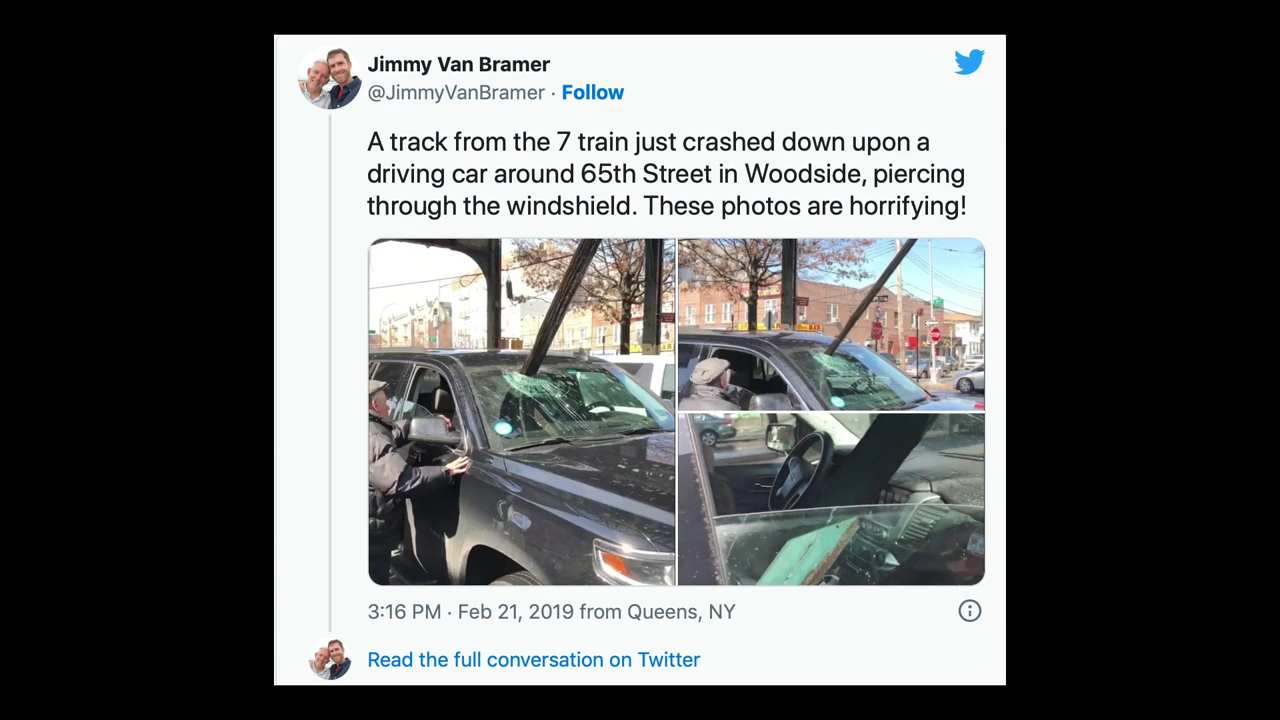 Jimmy Van Bramer
@JimmyVanBramer · Follow
A track from the 7 train just crashed down upon a
driving car around 65th Street in Woodside, piercing
through the windshield. These photos are horrifying!
3:16 PM · Feb 21, 2019 from Queens, NY
Read the full conversation on Twitter